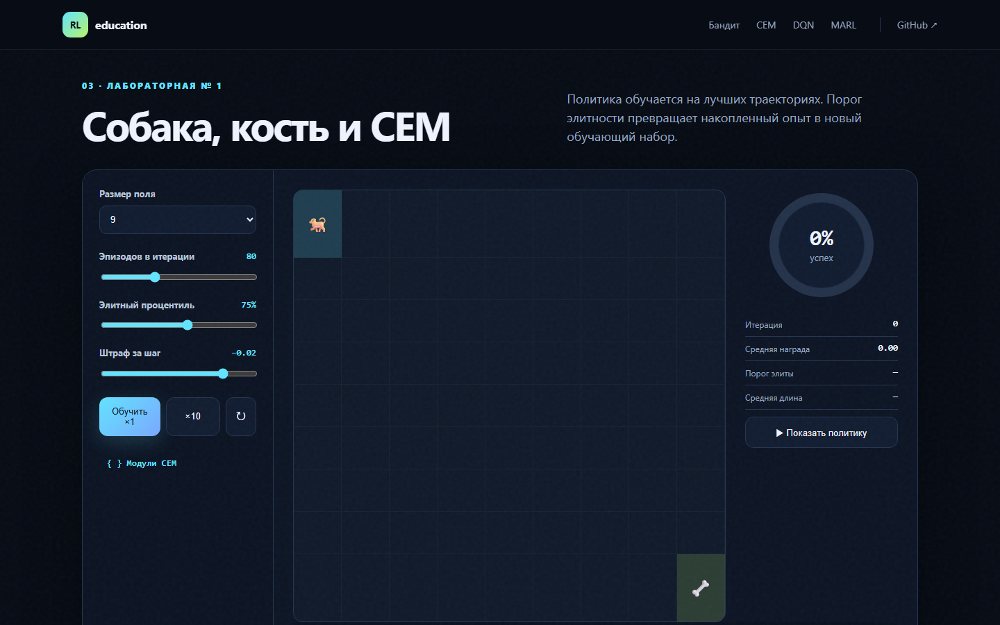 RL education
Бандит CEM DQN MARL GitHub ↗
03 · ЛАБОРАТОРНАЯ № 1
Собака, кость и CEM
Политика обучается на лучших траекториях. Порог
элитности превращает накопленный опыт в новый
обучающий набор.
Размер поля
9
Эпизодов в итерации 80
Элитный процентиль 75%
Штраф за шаг −0.02
Обучить
×1
×10
↻
{ } Модули CEM
0%
успех
Итерация 0
Средняя награда 0.00
Порог элиты —
Средняя длина —
▶ Показать политику